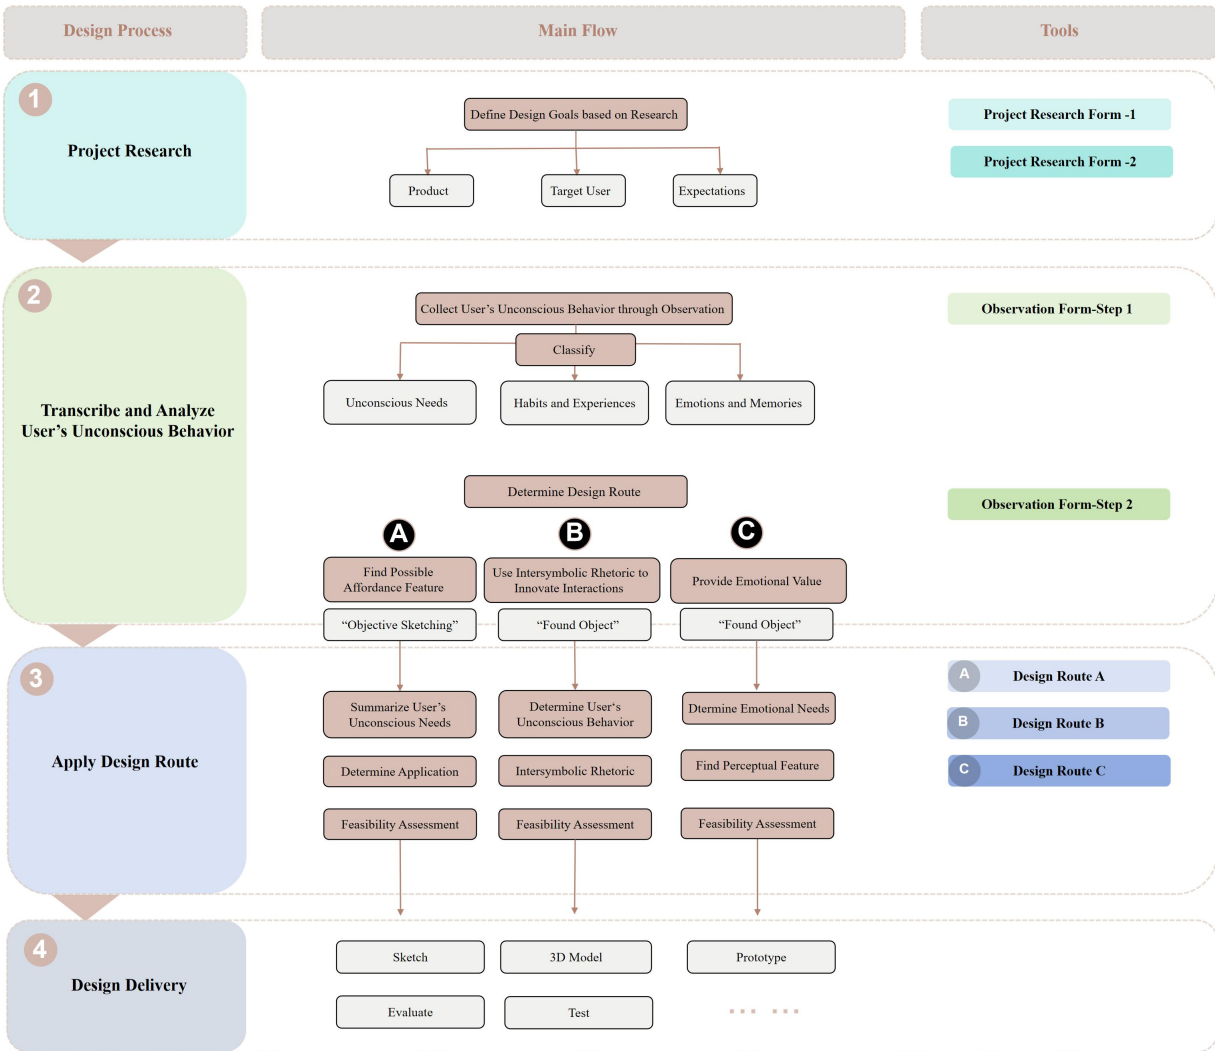 Design Process
Main Flow
Tools
1
Project Research
Define Design Goals based on Research
Product
Target User
Expectations
Project Research Form -1
Project Research Form -2
2
Transcribe and Analyze
User’s Unconscious Behavior
Collect User’s Unconscious Behavior through Observation
Classify
Unconscious Needs
Habits and Experiences
Emotions and Memories
Observation Form-Step 1
Determine Design Route
Observation Form-Step 2
A
B
C
Find Possible
Affordance Feature
Use Intersymbolic Rhetoric to
Innovate Interactions
Provide Emotional Value
“Objective Sketching”
“Found Object”
“Found Object”
3
Apply Design Route
Summarize User’s
Unconscious Needs
Determine User‘s
Unconscious Behavior
Dtermine Emotional Needs
Determine Application
Intersymbolic Rhetoric
Find Perceptual Feature
Feasibility Assessment
Feasibility Assessment
Feasibility Assessment
A
Design Route A
B
Design Route B
C
Design Route C
4
Design Delivery
Sketch
3D Model
Prototype
Evaluate
Test
... ...